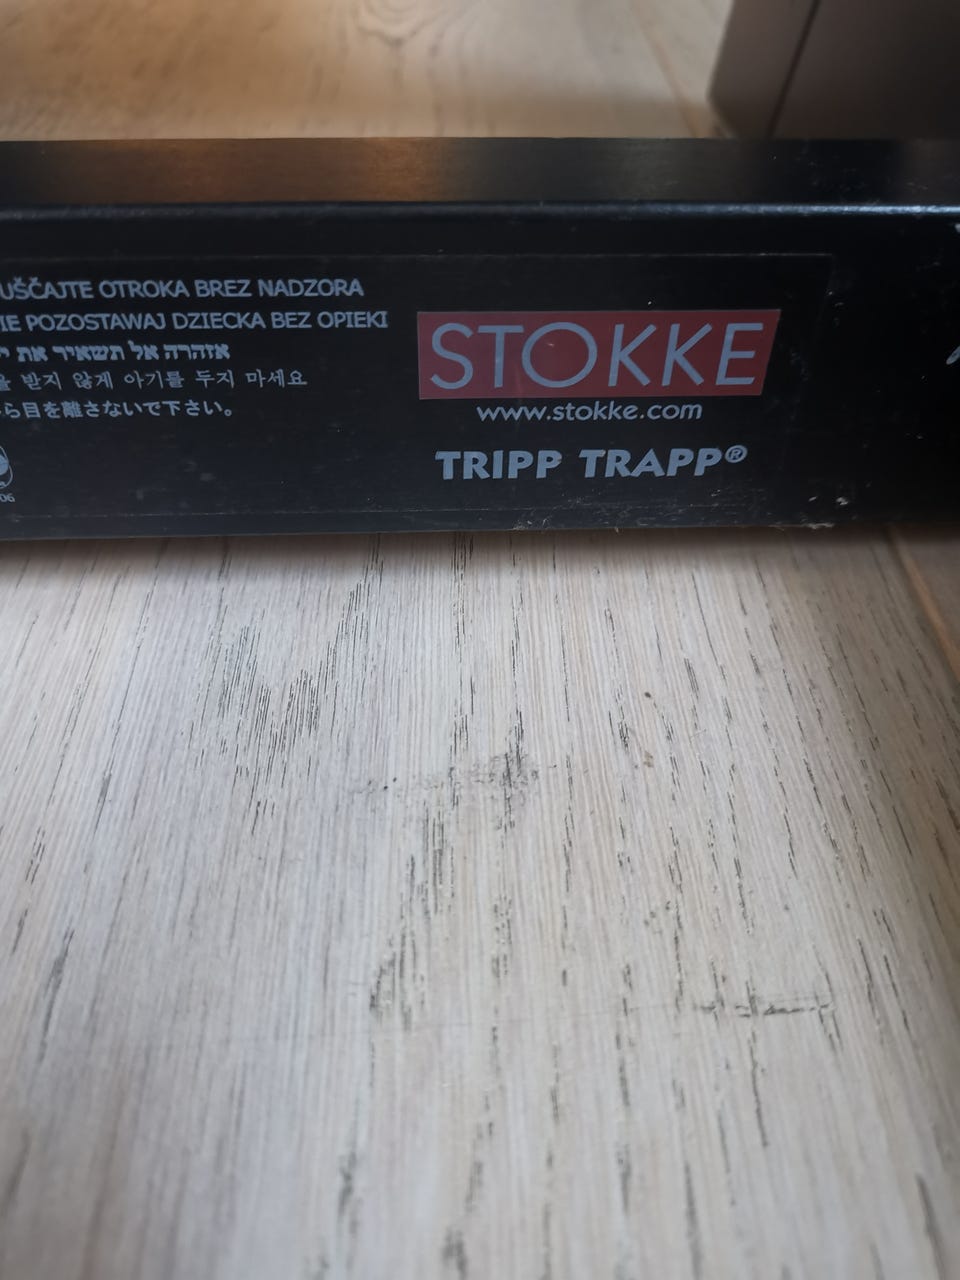 OTROKA BREZ NADZORA
POZOSTAWAJ DZIECKA BEZ OPIEKI
אזהרה אל תשאיר את
받지 않게 아기를 두지 마세요
ら目を離さないで下さい。
06
STOKKE
www.stokke.com
TRIPP TRAPP®